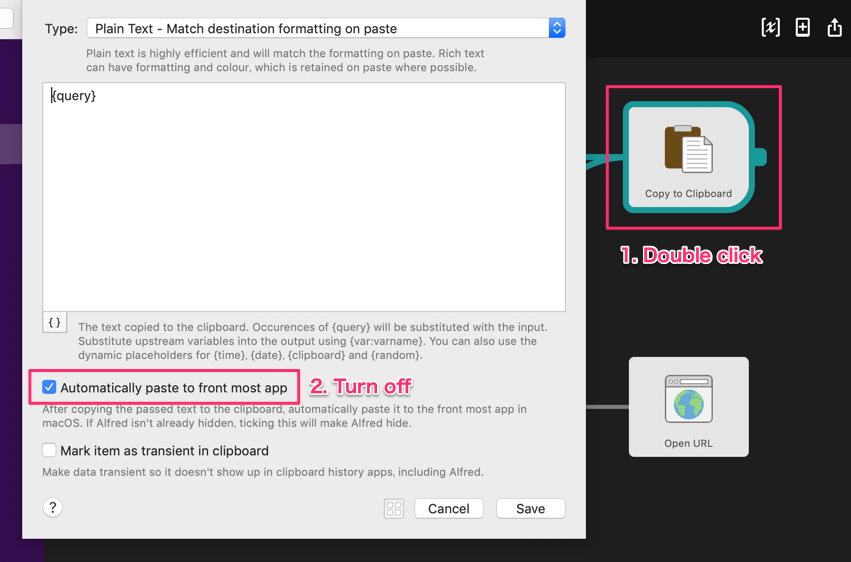 Type: Plain Text - Match destination formatting on paste
Plain text is highly efficient and will match the formatting on paste. Rich text
can have formatting and colour, which is retained on paste where possible.
{query}
Copy to Clipboard
1. Double click
{ }
The text copied to the clipboard. Occurences of {query} will be substituted with the input.
Substitute upstream variables into the output using {var:varname}. You can also use the
dynamic placeholders for {time}, {date}, {clipboard} and {random}.
Automatically paste to front most app
2. Turn off
After copying the passed text to the clipboard, automatically paste it to the front most app in
macOS. If Alfred isn't already hidden, ticking this will make Alfred hide.
Open URL
Mark item as transient in clipboard
Make data transient so it doesn't show up in clipboard history apps, including Alfred.
? Cancel Save